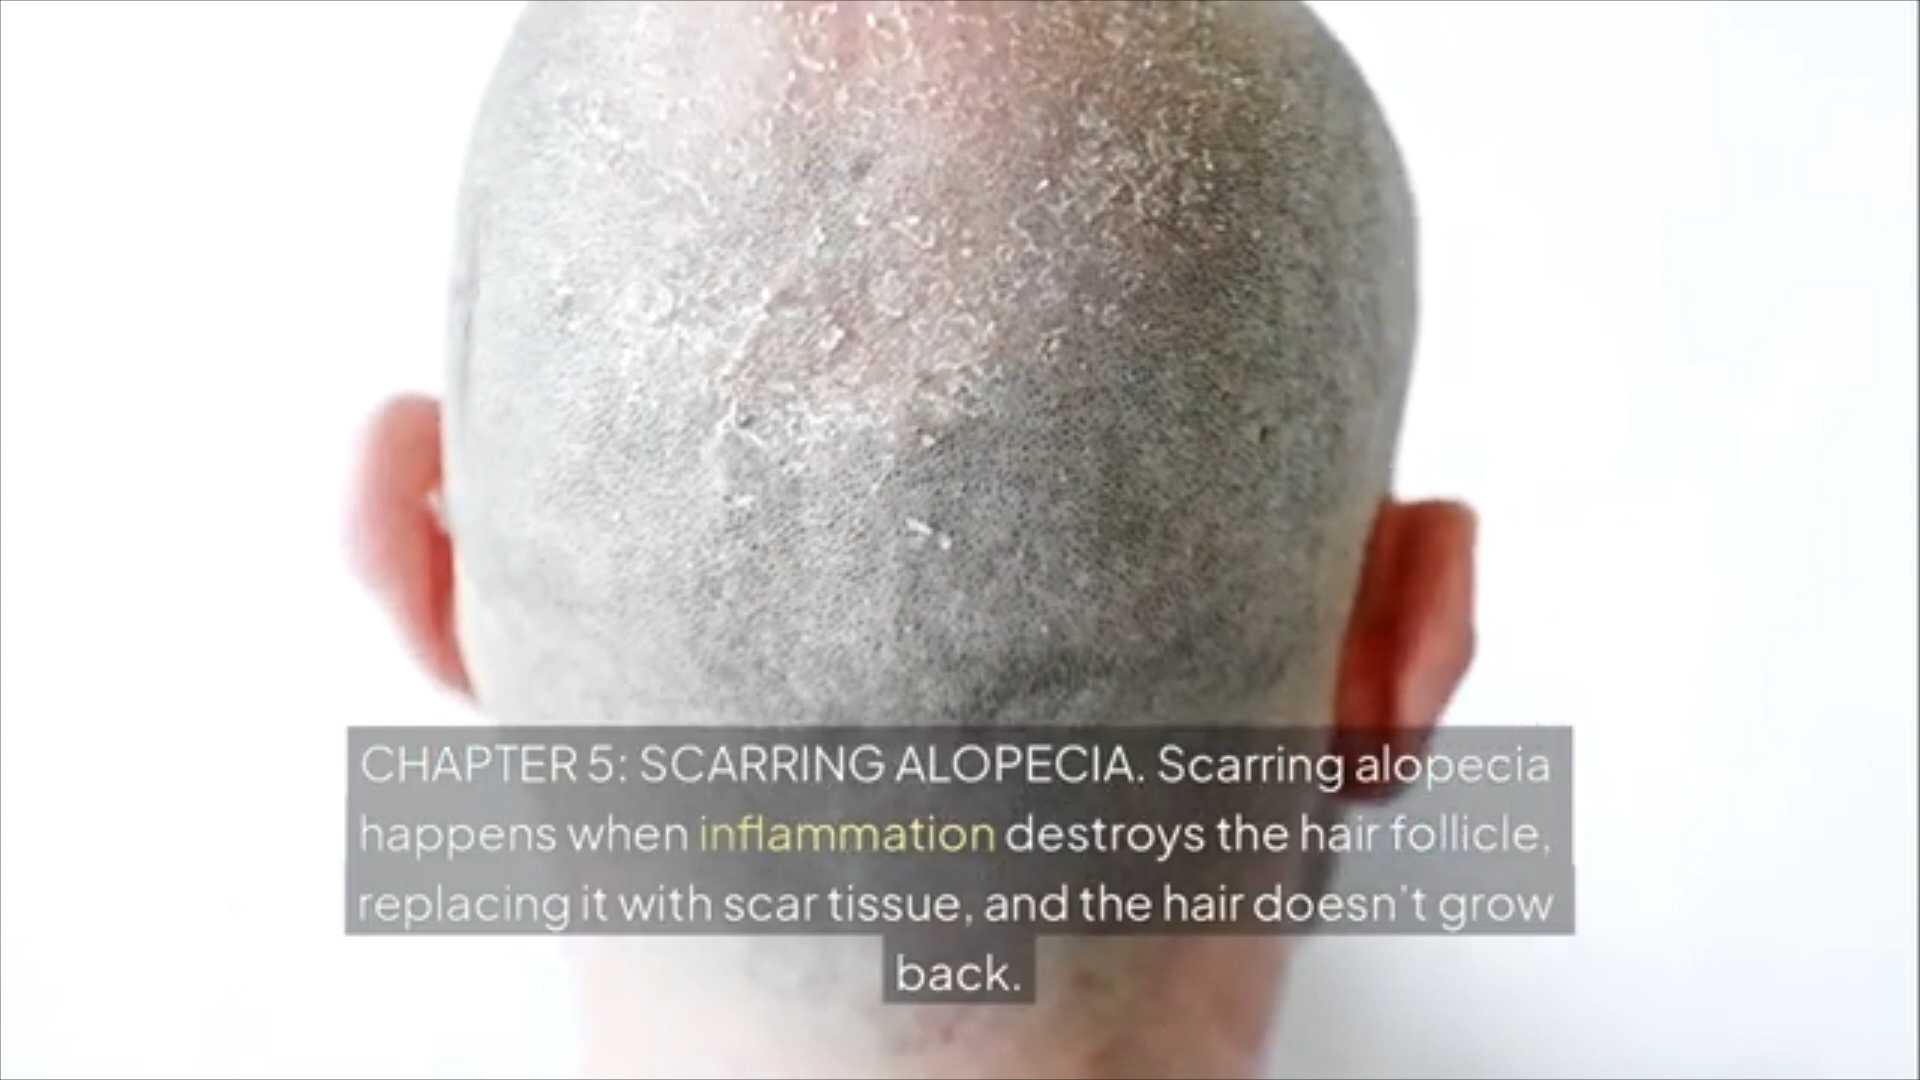 CHAPTER 5: SCARRING ALOPECIA. Scarring alopecia
happens when inflammation destroys the hair follicle,
replacing it with scar tissue, and the hair doesn't grow
back.